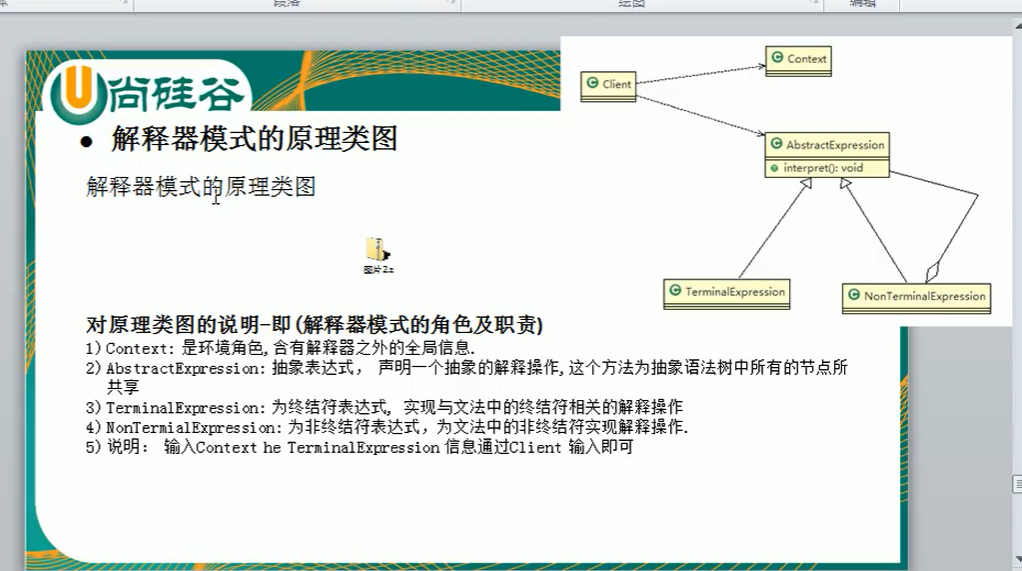 段落
绘图
编辑
尚硅谷
● 解释器模式的原理类图
解释器模式的原理类图
图片2.z
C Client
C Context
C AbstractExpression
interpret(): void
C TerminalExpression
C NonTerminalExpression
对原理类图的说明-即(解释器模式的角色及职责)
1) Context: 是环境角色,含有解释器之外的全局信息.
2) AbstractExpression: 抽象表达式， 声明一个抽象的解释操作,这个方法为抽象语法树中所有的节点所
共享
3) TerminalExpression: 为终结符表达式, 实现与文法中的终结符相关的解释操作
4) NonTermialExpression: 为非终结符表达式，为文法中的非终结符实现解释操作.
5) 说明： 输入Context he TerminalExpression 信息通过Client 输入即可